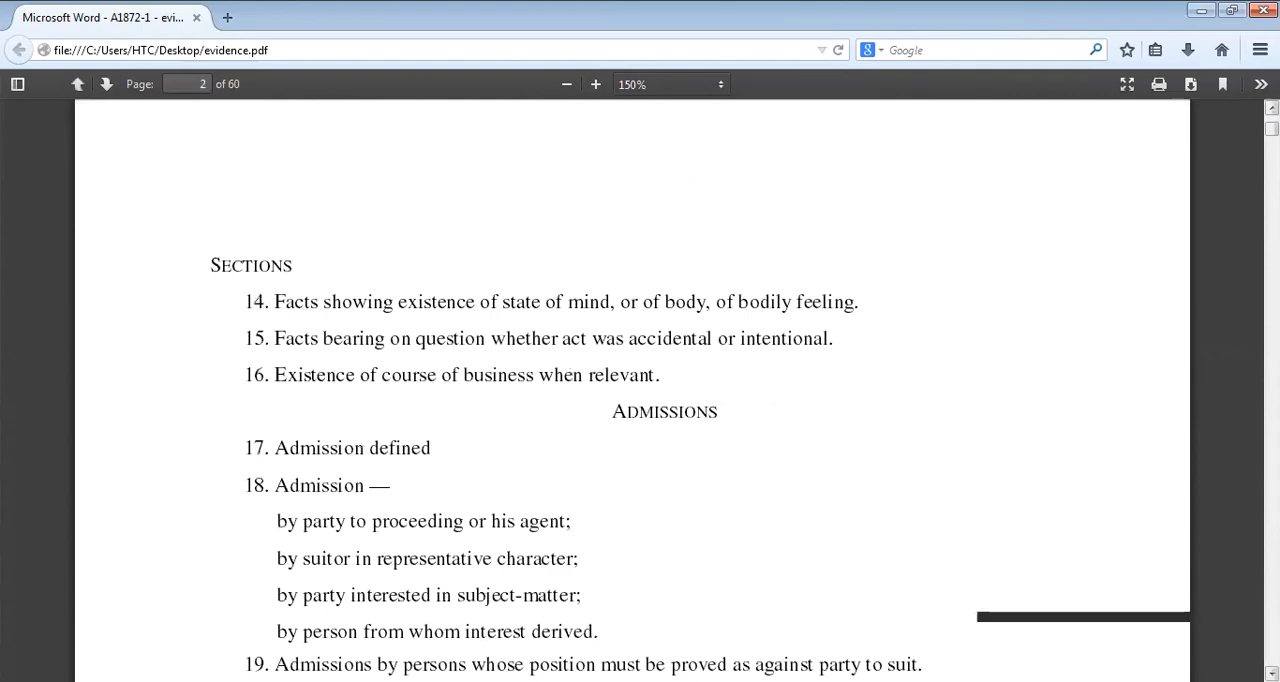 Microsoft Word - A1872-1 - evi...
file:///C:/Users/HTC/Desktop/evidence.pdf
8
Google
Page: 2 of 60
150%
SECTIONS
14. Facts showing existence of state of mind, or of body, of bodily feeling.
15. Facts bearing on question whether act was accidental or intentional.
16. Existence of course of business when relevant.
ADMISSIONS
17. Admission defined
18. Admission —
by party to proceeding or his agent;
by suitor in representative character;
by party interested in subject-matter;
by person from whom interest derived.
19. Admissions by persons whose position must be proved as against party to suit.